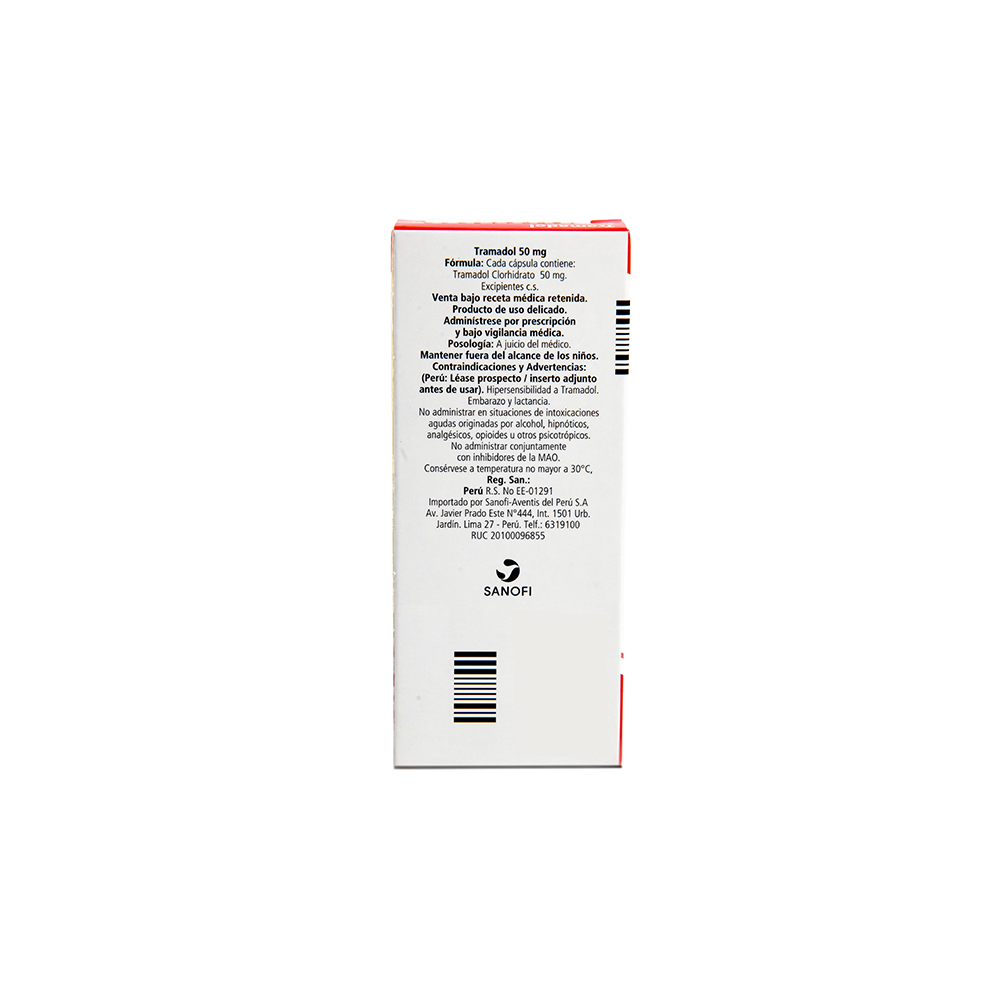 Tramadol
Tramadol 50 mg
Fórmula: Cada cápsula contiene:
Tramadol Clorhidrato 50 mg.
Excipientes c.s.
Venta bajo receta médica retenida.
Producto de uso delicado.
Adminístrese por prescripción
y bajo vigilancia médica.
Posología: A juicio del médico.
Mantener fuera del alcance de los niños.
Contraindicaciones y Advertencias:
(Perú: Léase prospecto / inserto adjunto
antes de usar). Hipersensibilidad a Tramadol.
Embarazo y lactancia.
No administrar en situaciones de intoxicaciones
agudas originadas por alcohol, hipnóticos,
analgésicos, opioides u otros psicotrópicos.
No administrar conjuntamente
con inhibidores de la MAO.
Consérvese a temperatura no mayor a 30°C,
Reg. San.:
Perú R.S. No EE-01291
Importado por Sanofi-Aventis del Perú S.A
Av. Javier Prado Este N°444, Int. 1501 Urb.
Jardín. Lima 27 - Perú. Telf.: 6319100
RUC 20100096855
SANOFI